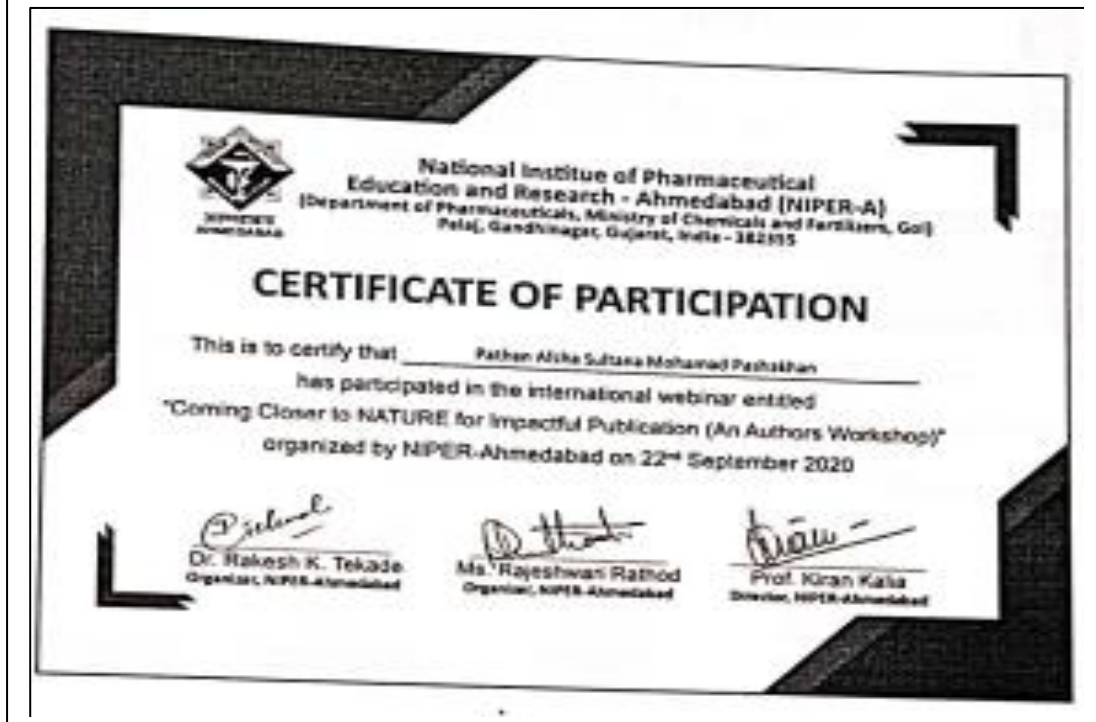 National Institue of Pharmaceutical
Education and Research - Ahmedabad (NIPER-A)
(Department of Pharmaceuticals, Ministry of Chemicals and Fertilizers, GoI)
Palaj, Gandhinagar, Gujarat, India - 382355
AHMEDABAD
CERTIFICATE OF PARTICIPATION
This is to certify that Pathan Sultana Mohamad Pashakhan
has participated in the international webinar entitled
"Coming Closer to NATURE for Impactful Publication (An Authors Workshop)"
organized by NIPER-Ahmedabad on 22nd September 2020
Dr. Rakesh K. Tekade
Organizer, NIPER-Ahmedabad
Ms. Rajeshwari Rathod
Organizer, NIPER-Ahmedabad
Prof. Kiran Kalia
Director, NIPER-Ahmedabad